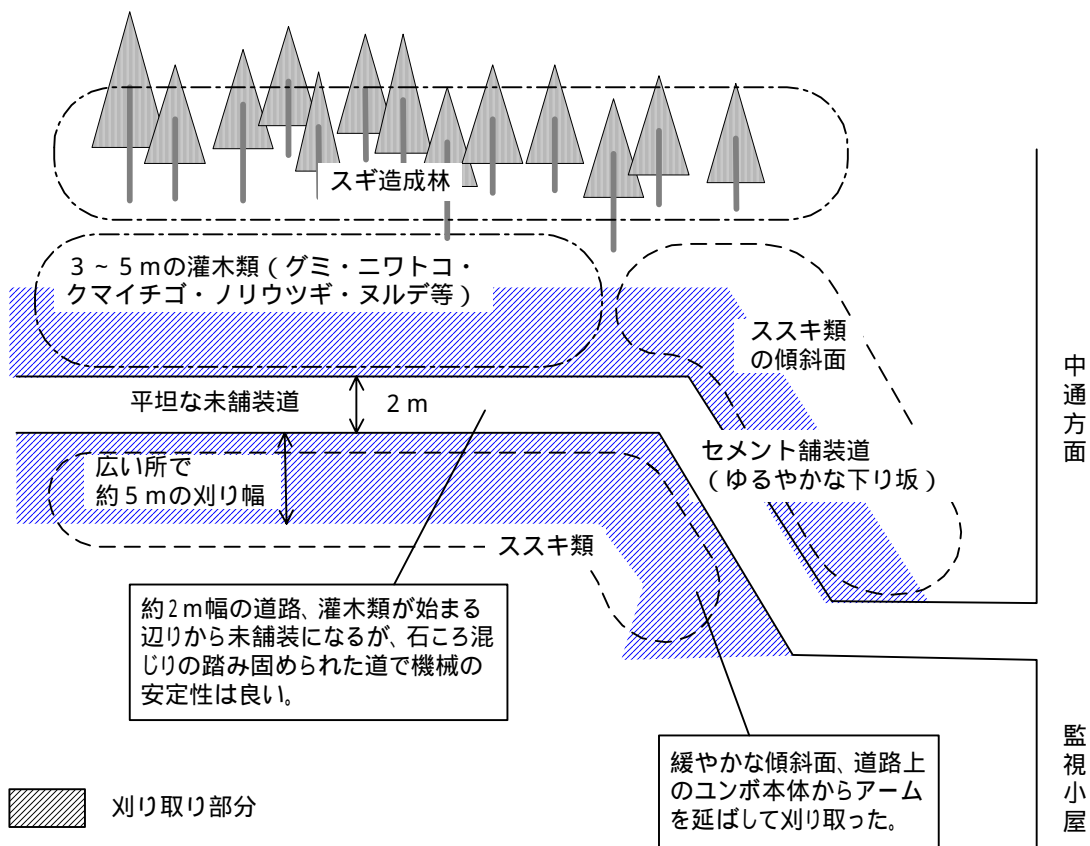 スギ造成林
3~5mの灌木類(グミ・ニワトコ・
クマイチゴ・ノリウツギ・ヌルデ等)
ススキ類
の傾斜面
中通方面
平坦な未舗装道
2m
セメント舗装道
(ゆるやかな下り坂)
広い所で
約5mの刈り幅
ススキ類
約2m幅の道路、灌木類が始まる
辺りから未舗装になるが、石ころ混
じりの踏み固められた道で機械の
安定性は良い。
緩やかな傾斜面、道路上
のユンボ本体からアーム
を延ばして刈り取った。
監視小屋
刈り取り部分